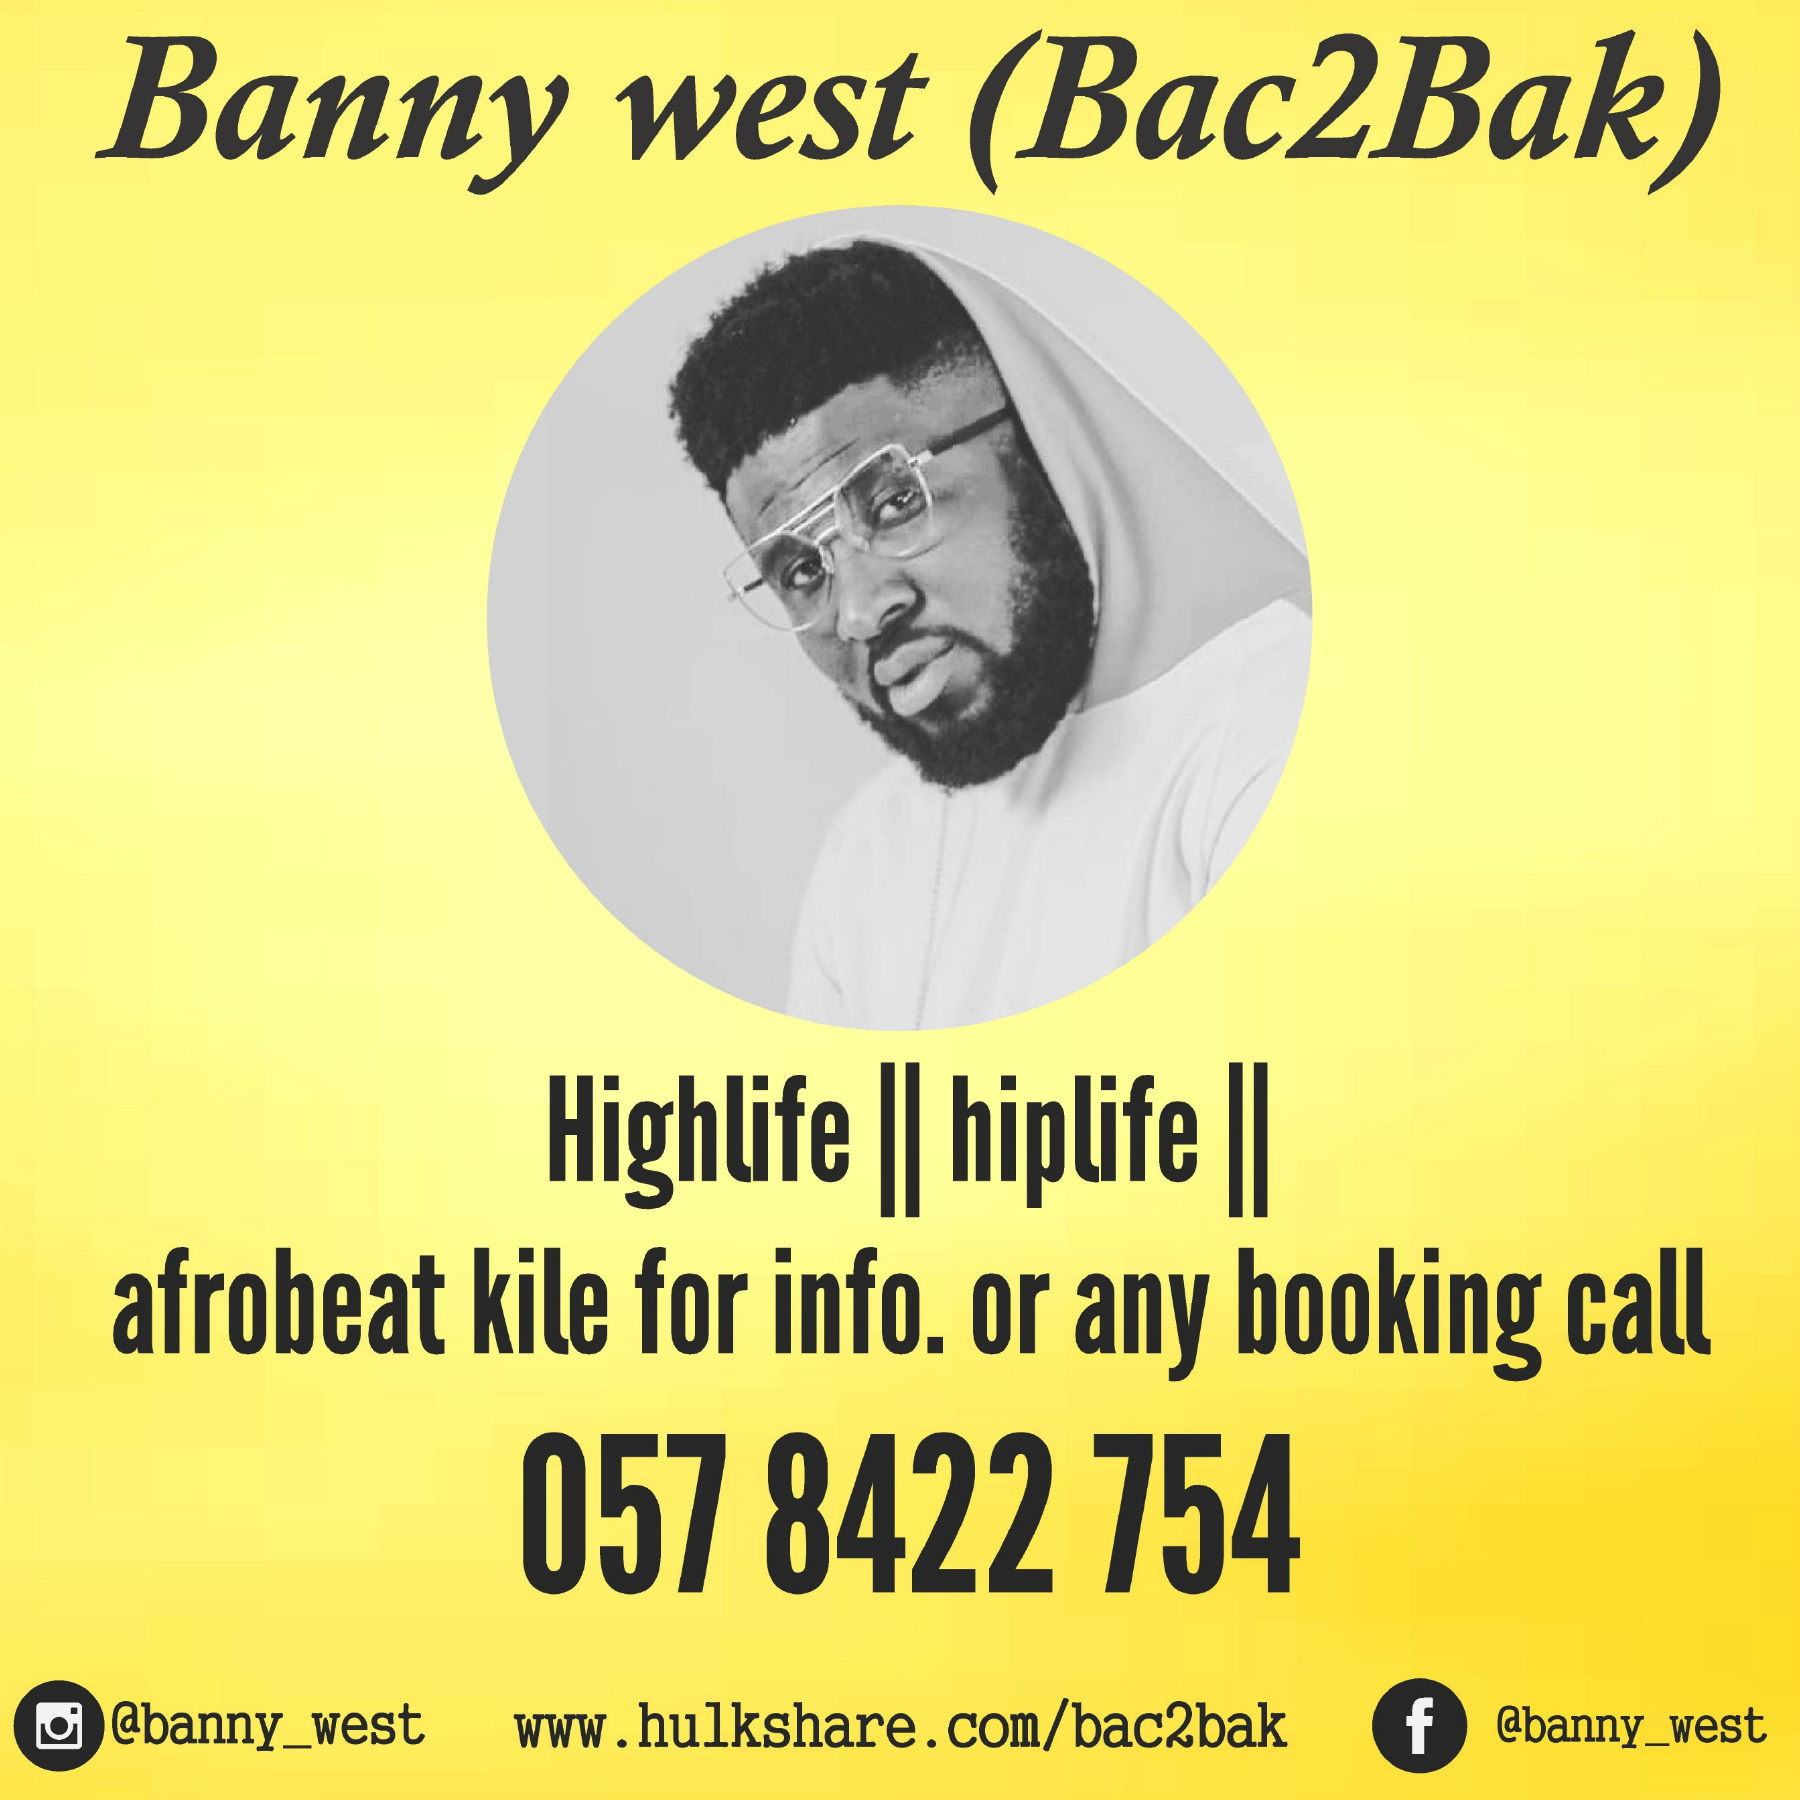 Banny west (Bac2Bak)
Highlife || hiplife ||
afrobeat kile for info. or any booking call
057 8422 754
@banny_west
www.hulkshare.com/bac2bak
@banny_west